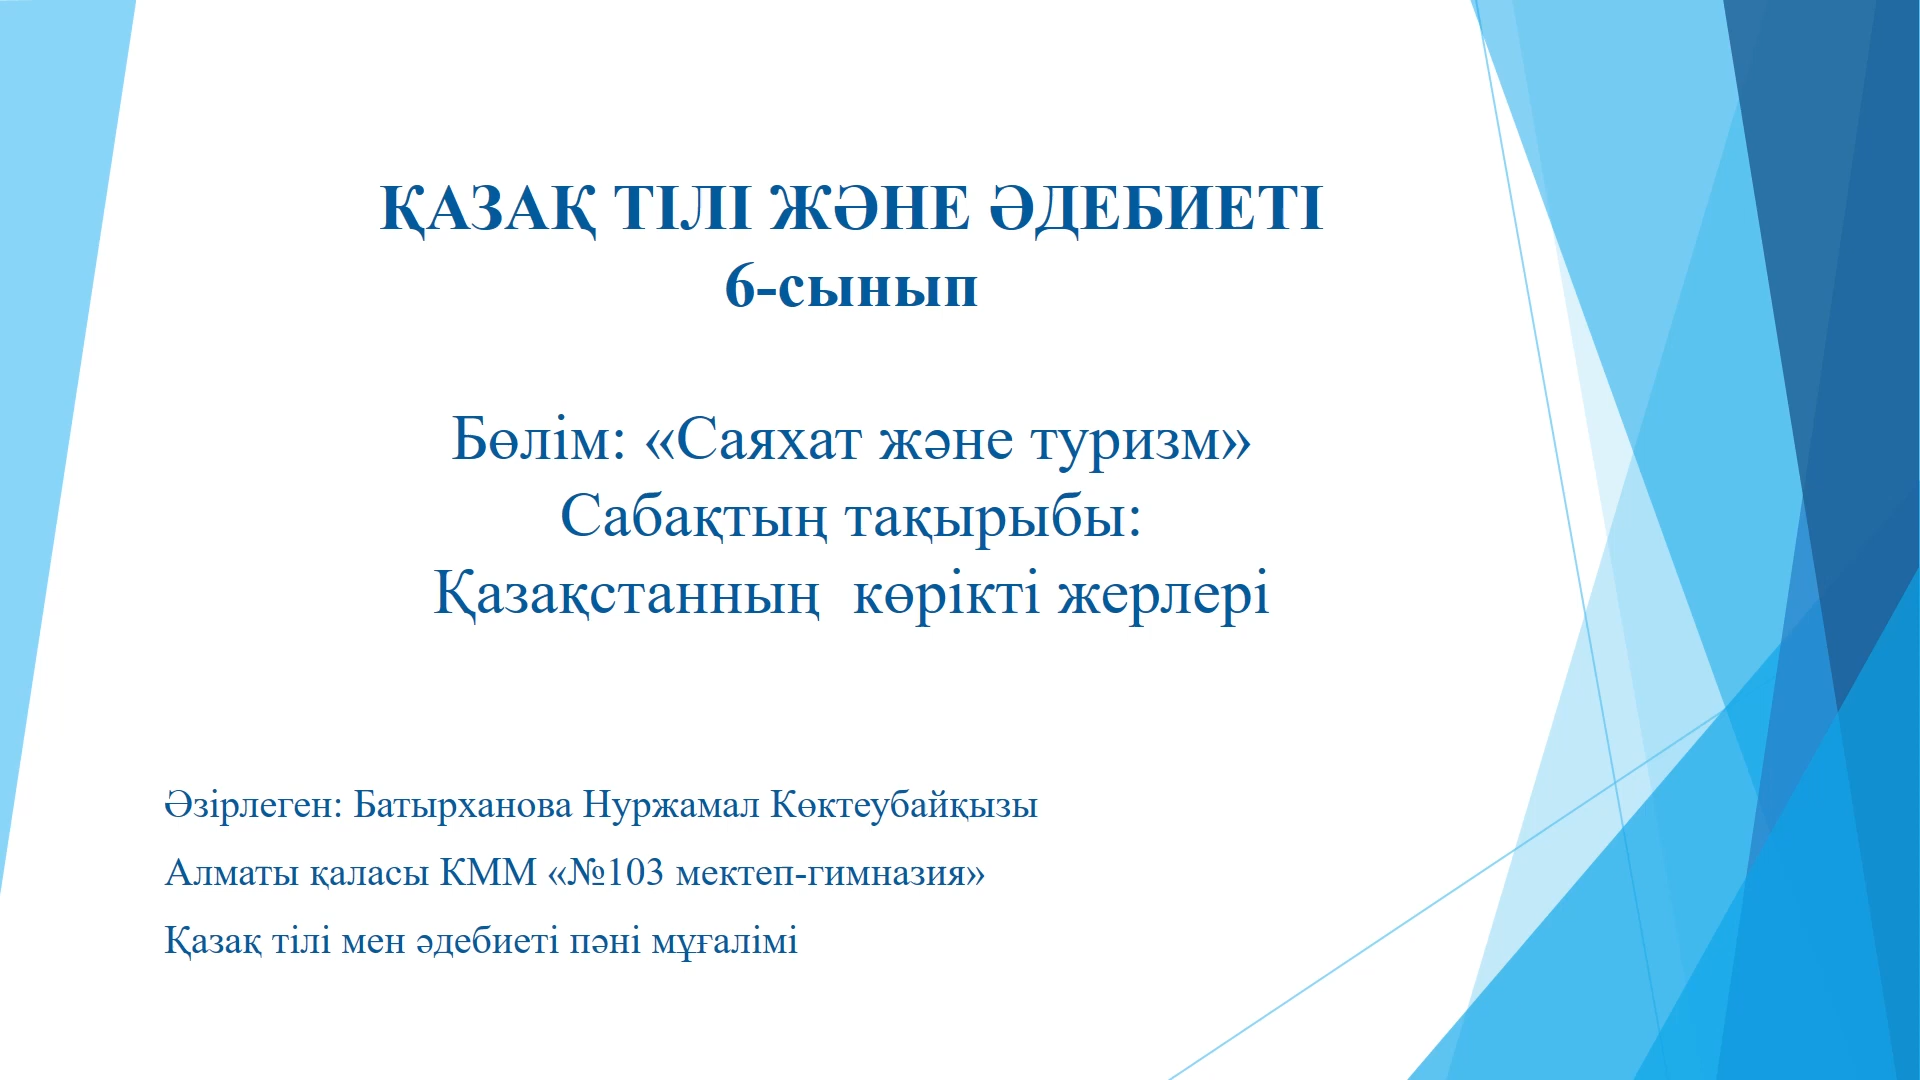 ҚАЗАҚ ТІЛІ ЖӘНЕ ӘДЕБИЕТІ
6-сынып
Бөлім: «Саяхат және туризм»
Сабақтың тақырыбы:
Қазақстанның  көрікті жерлері
Әзірлеген: Батырханова Нуржамал Көктеубайқызы
Алматы қаласы КММ «№103 мектеп-гимназия»
Қазақ тілі мен әдебиеті пәні мұғалімі